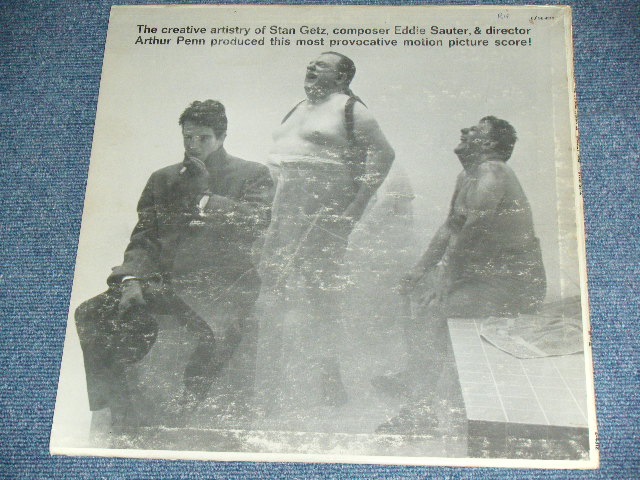 The creative artistry of Stan Getz, composer Eddie Sauter, & director
Arthur Penn produced this most provocative motion picture score!